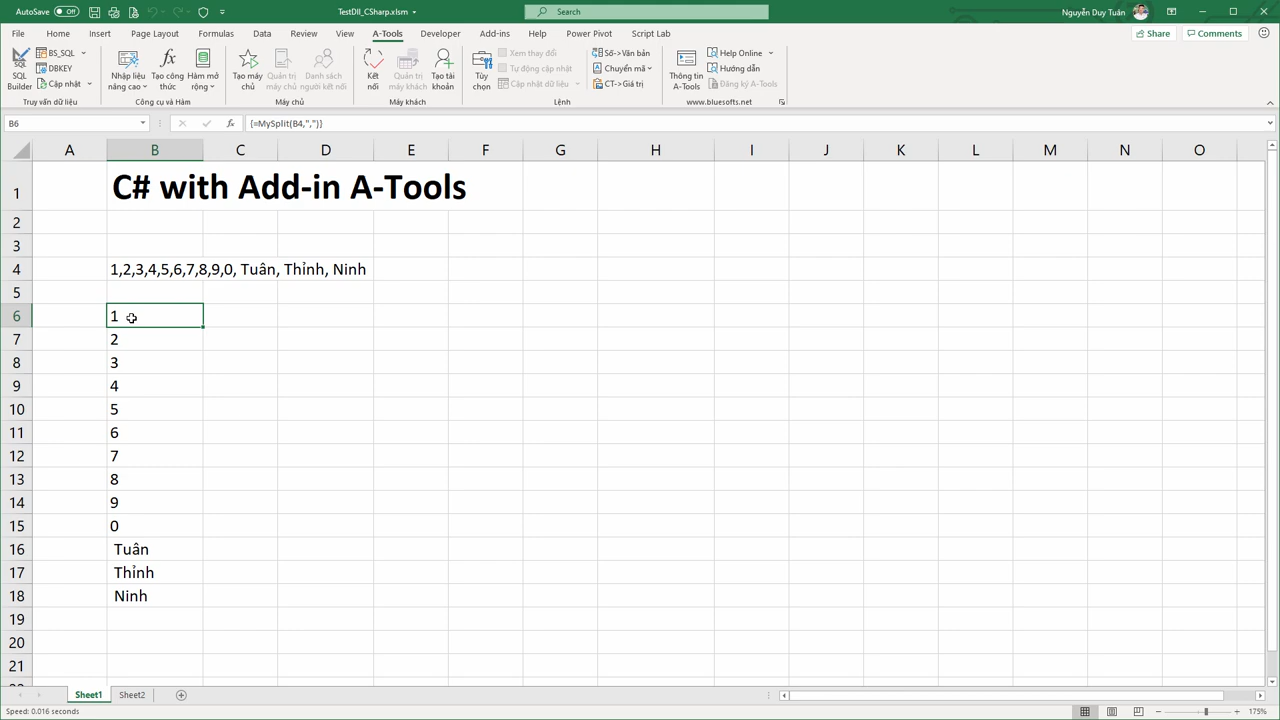 AutoSave Off TestDll_CSharp.xlsm Search Nguyễn Duy Tuân
File Home Insert Page Layout Formulas Data Review View A-Tools Developer Add-ins Help Power Pivot Script Lab Share Comments
SQL SQL Builder BS_SQL DBKEY Cập nhật Truy vấn dữ liệu
Nhập liệu nâng cao Tạo công thức Hàm mở rộng Công cụ và Hàm
Tạo máy chủ Quản trị máy chủ Danh sách người kết nối Máy chủ
Kết nối Quản trị máy khách Tạo tài khoản Máy khách
Tùy chọn Xem thay đổi Tự động cập nhật Cập nhật dữ liệu Số->Văn bản Chuyển mã CT->Giá trị Lệnh
Thông tin A-Tools Help Online Hướng dẫn Đăng ký A-Tools www.bluesofts.net
B6 fx {=MySplit(B4,",")}
A B C D E F G H I J K L M N O
1 C# with Add-in A-Tools
2
3
4 1,2,3,4,5,6,7,8,9,0, Tuân, Thỉnh, Ninh
5
6 1
7 2
8 3
9 4
10 5
11 6
12 7
13 8
14 9
15 0
16 Tuân
17 Thỉnh
18 Ninh
19
20
21
Sheet1 Sheet2
Speed: 0.016 seconds 175%